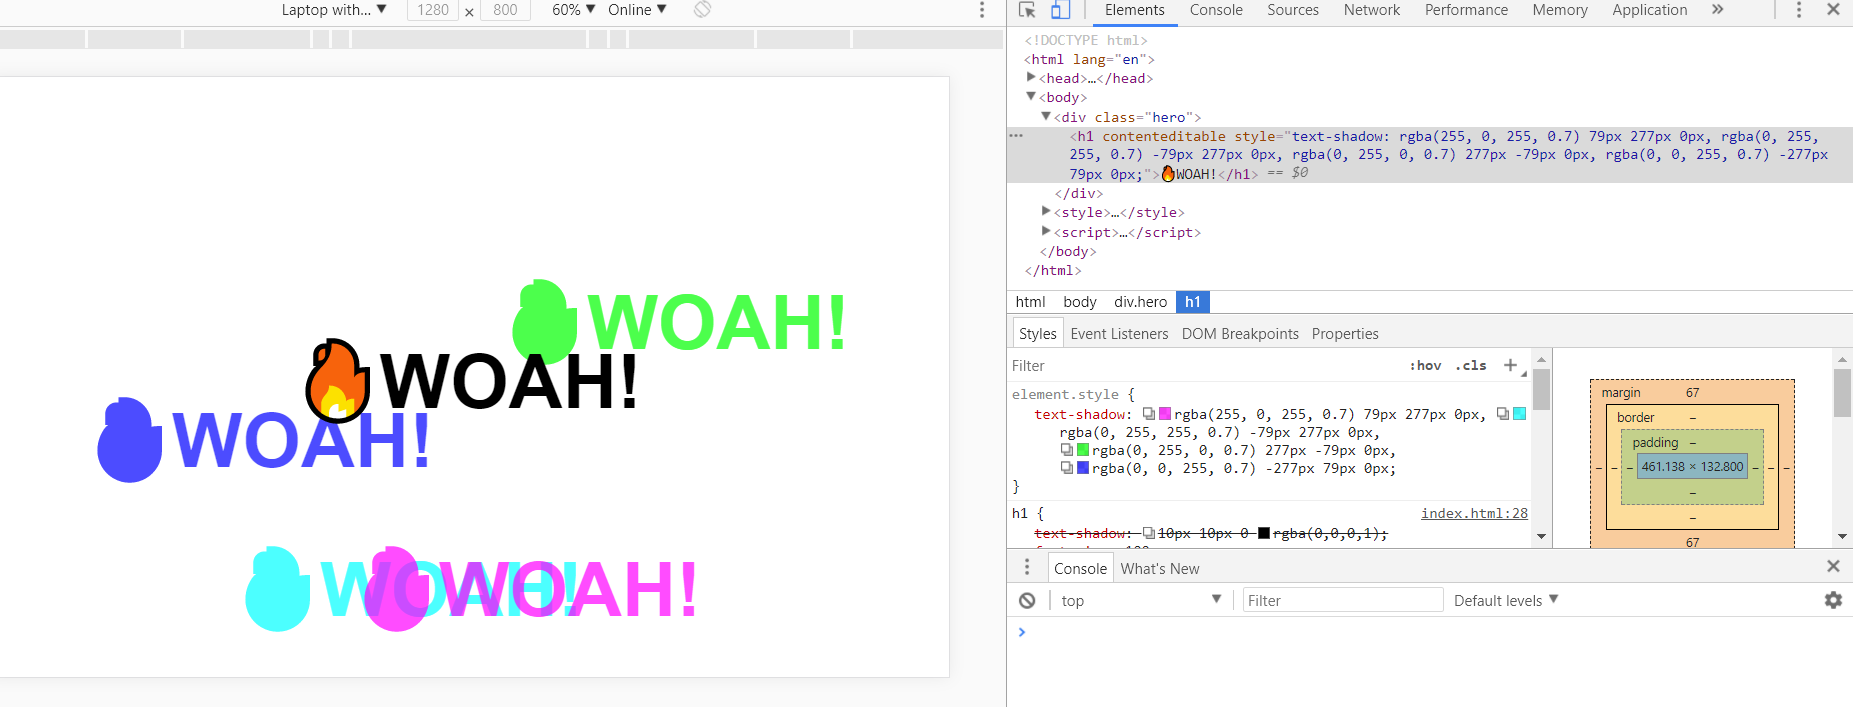 Laptop with... ▼ 1280 × 800 60% ▼ Online ▼
Elements Console Sources Network Performance Memory Application »
<!DOCTYPE html>
<html lang="en">
▶<head>…</head>
▼<body>
▼<div class="hero">
<h1 contenteditable style="text-shadow: rgba(255, 0, 255, 0.7) 79px 277px 0px, rgba(0, 255,
255, 0.7) -79px 277px 0px, rgba(0, 255, 0, 0.7) 277px -79px 0px, rgba(0, 0, 255, 0.7) -277px
79px 0px;">🔥WOAH!</h1> == $0
</div>
▶<style>…</style>
▶<script>…</script>
</body>
</html>
html body div.hero h1
Styles Event Listeners DOM Breakpoints Properties
Filter :hov .cls +
element.style {
text-shadow: rgba(255, 0, 255, 0.7) 79px 277px 0px,
rgba(0, 255, 255, 0.7) -79px 277px 0px,
rgba(0, 255, 0, 0.7) 277px -79px 0px,
rgba(0, 0, 255, 0.7) -277px 79px 0px;
}
h1 { index.html:28
text-shadow: 10px 10px 0 rgba(0,0,0,1);
margin 67
border –
padding –
– – – 461.138 × 132.800 – – –
–
–
67
Console What's New
top ▼ Filter Default levels ▼
›
WOAH!
WOAH!
WOAH!
WOAH!
WOAH!